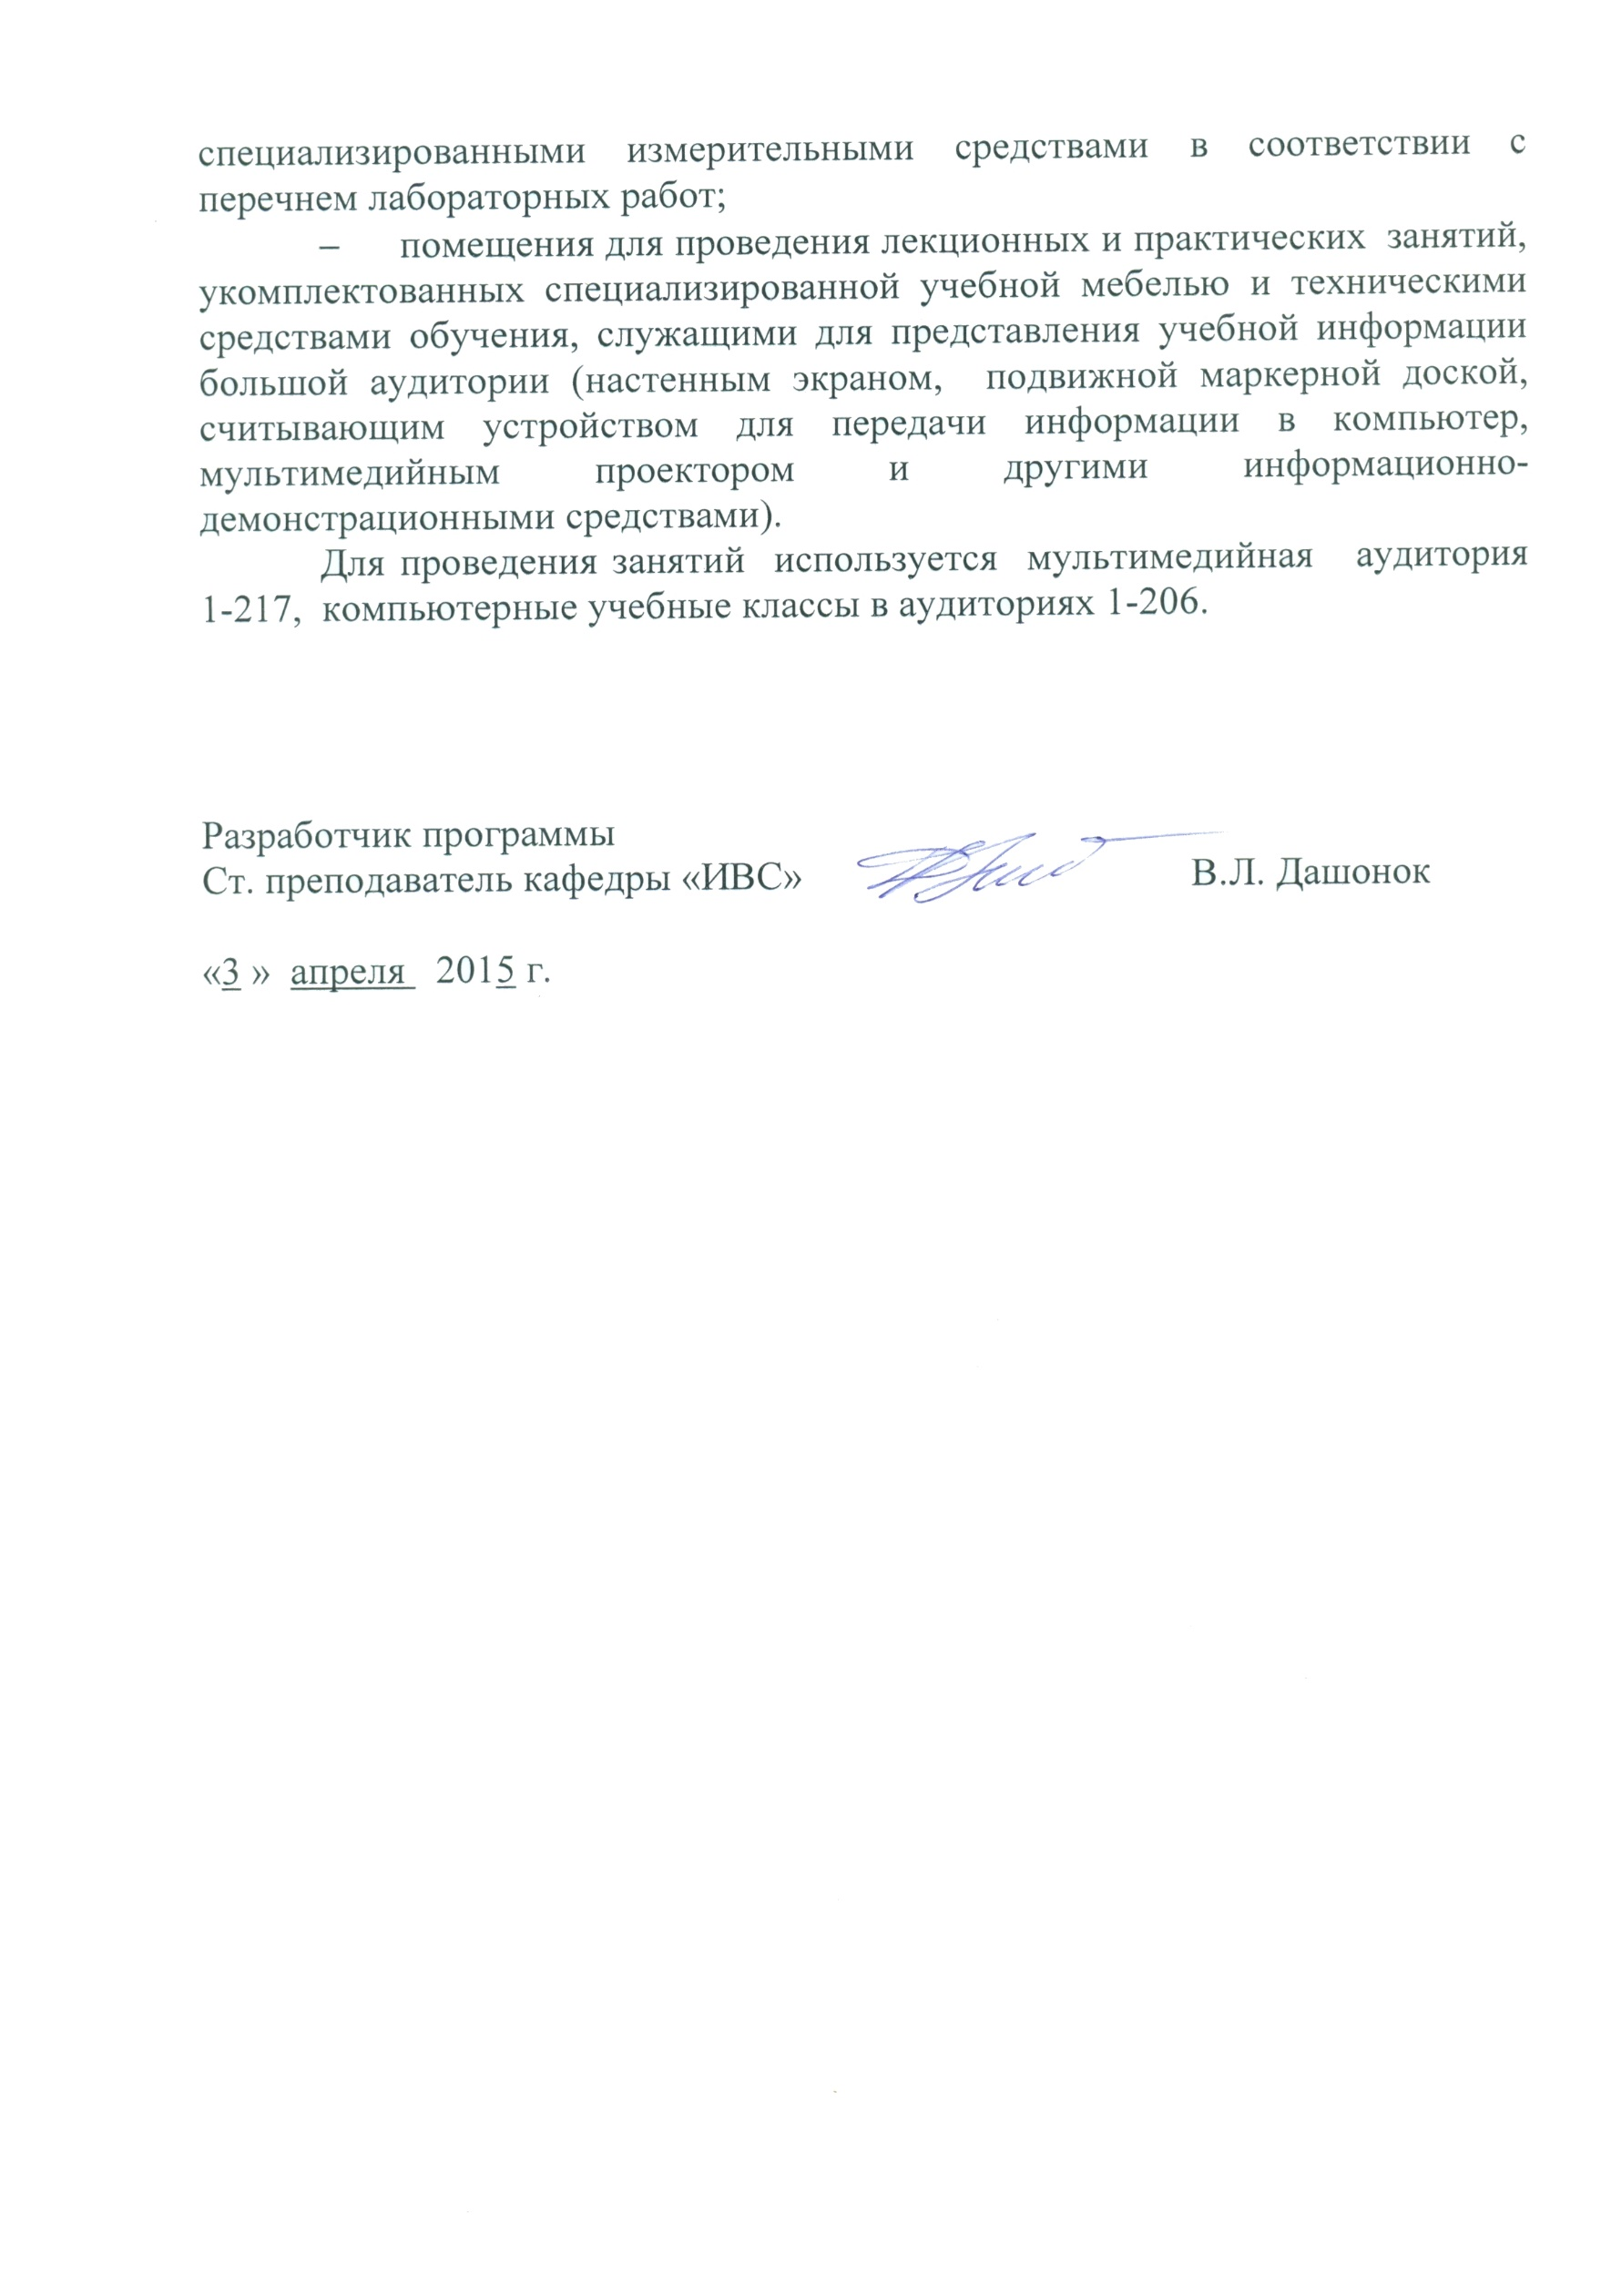 специализированными измерительными средствами в соответствии с
перечнем лабораторных работ;
– помещения для проведения лекционных и практических занятий,
укомплектованных специализированной учебной мебелью и техническими
средствами обучения, служащими для представления учебной информации
большой аудитории (настенным экраном, подвижной маркерной доской,
считывающим устройством для передачи информации в компьютер,
мультимедийным проектором и другими информационно-
демонстрационными средствами).
Для проведения занятий используется мультимедийная аудитория
1-217, компьютерные учебные классы в аудиториях 1-206.
Разработчик программы
Ст. преподаватель кафедры «ИВС» В.Л. Дашонок
«3 » апреля 2015 г.